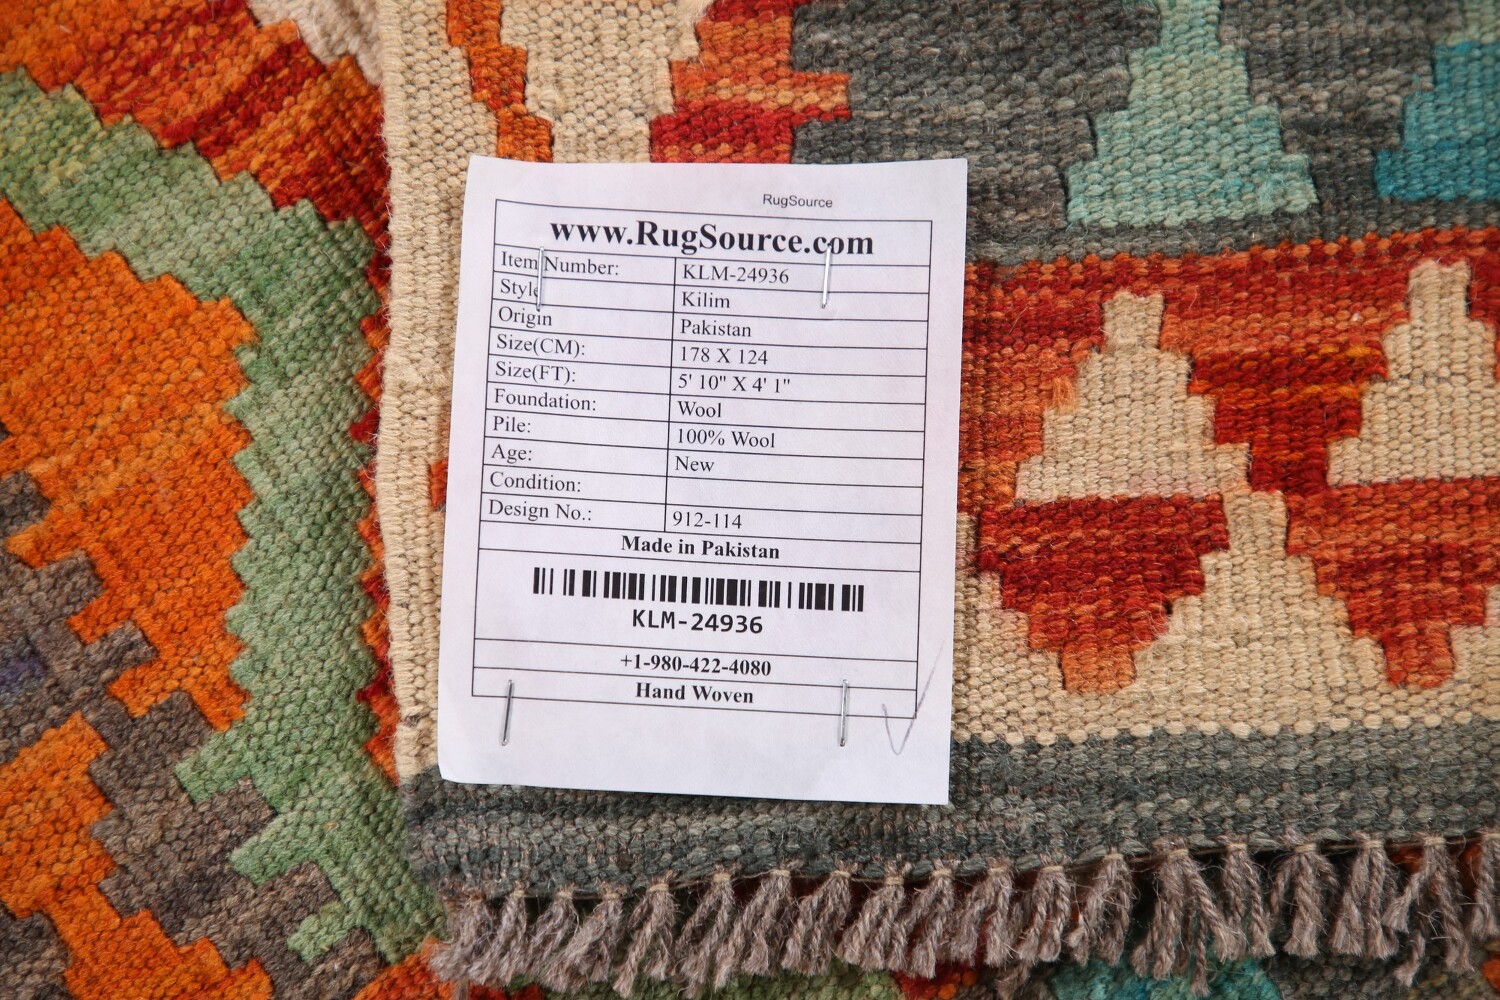 RugSource
www.RugSource.com
Item Number: KLM-24936
Style Kilim
Origin Pakistan
Size(CM): 178 X 124
Size(FT): 5' 10" X 4' 1"
Foundation: Wool
Pile: 100% Wool
Age: New
Condition:
Design No.: 912-114
Made in Pakistan
KLM-24936
+1-980-422-4080
Hand Woven